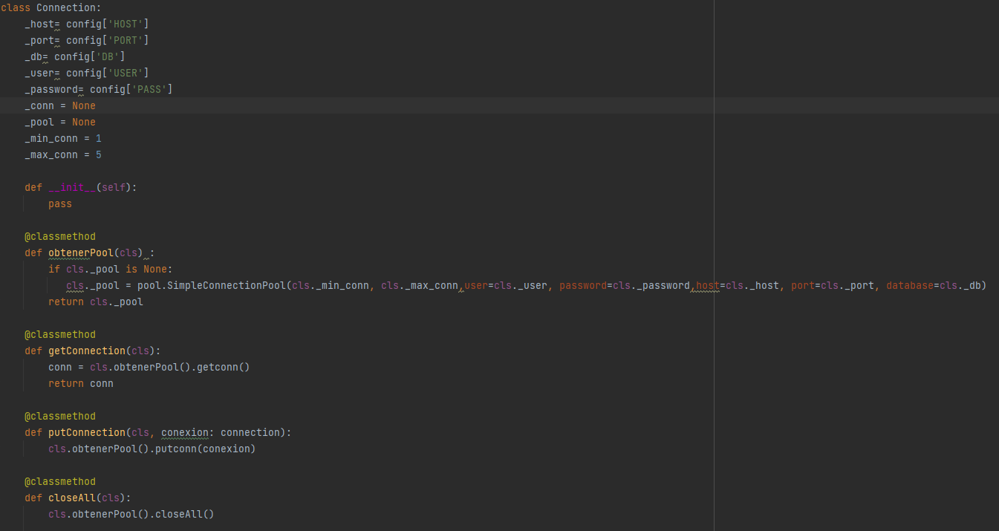 class Connection:
    _host= config['HOST']
    _port= config['PORT']
    _db= config['DB']
    _user= config['USER']
    _password= config['PASS']
    _conn = None
    _pool = None
    _min_conn = 1
    _max_conn = 5
    def __init__(self):
        pass
    @classmethod
    def obtenerPool(cls) :
        if cls._pool is None:
           cls._pool = pool.SimpleConnectionPool(cls._min_conn, cls._max_conn,user=cls._user, password=cls._password,host=cls._host, port=cls._port, database=cls._db)
        return cls._pool
    @classmethod
    def getConnection(cls):
        conn = cls.obtenerPool().getconn()
        return conn
    @classmethod
    def putConnection(cls, conexion: connection):
        cls.obtenerPool().putconn(conexion)
    @classmethod
    def closeAll(cls):
        cls.obtenerPool().closeAll()